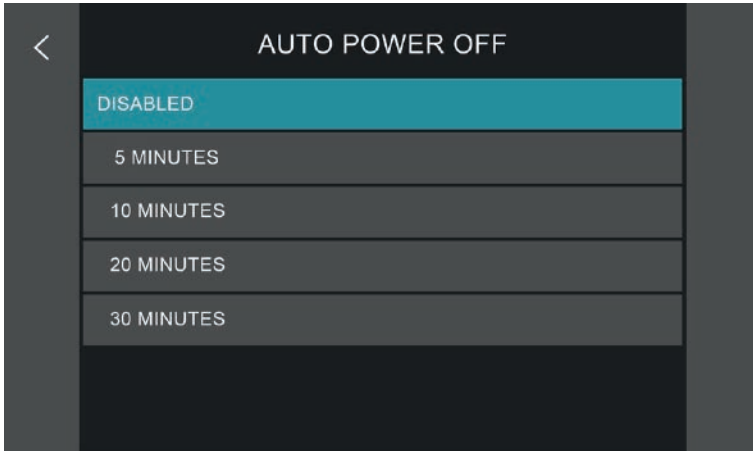 AUTO POWER OFF
DISABLED
5 MINUTES
10 MINUTES
20 MINUTES
30 MINUTES